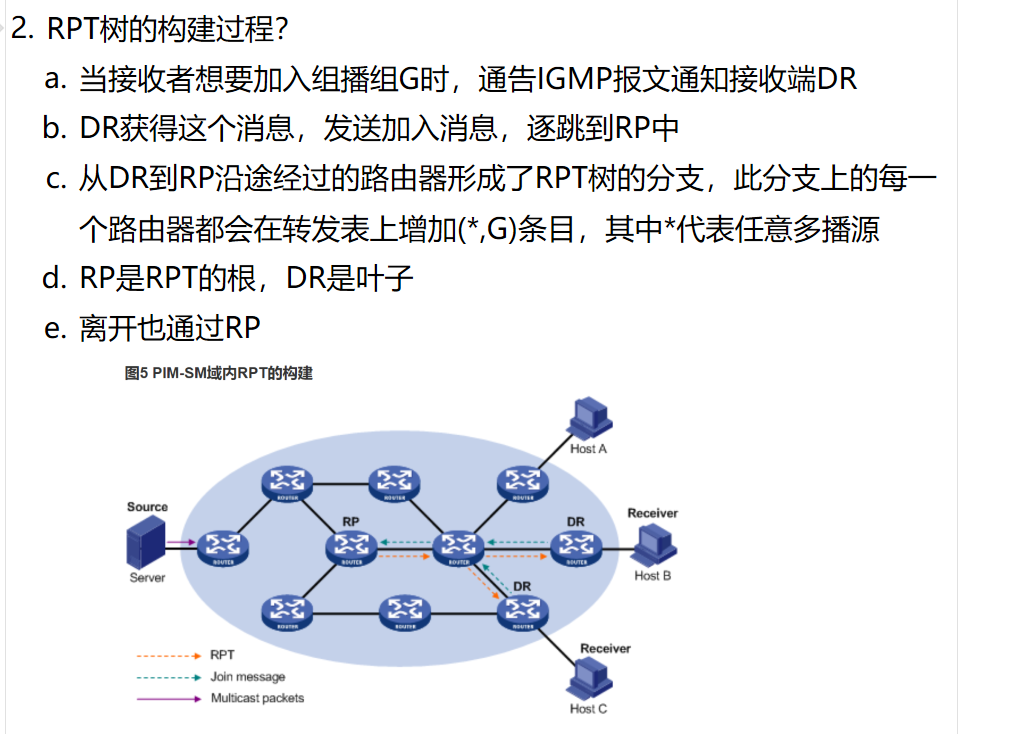 2. RPT树的构建过程？
a. 当接收者想要加入组播组G时，通告IGMP报文通知接收端DR
b. DR获得这个消息，发送加入消息，逐跳到RP中
c. 从DR到RP沿途经过的路由器形成了RPT树的分支，此分支上的每一
个路由器都会在转发表上增加(*,G)条目，其中*代表任意多播源
d. RP是RPT的根，DR是叶子
e. 离开也通过RP
图5 PIM-SM域内RPT的构建
Host A
ROUTER
ROUTER
ROUTER
Source
Receiver
RP
DR
ROUTER
ROUTER
ROUTER
ROUTER
Server
Host B
DR
ROUTER
ROUTER
ROUTER
Receiver
RPT
Join message
Multicast packets
Host C